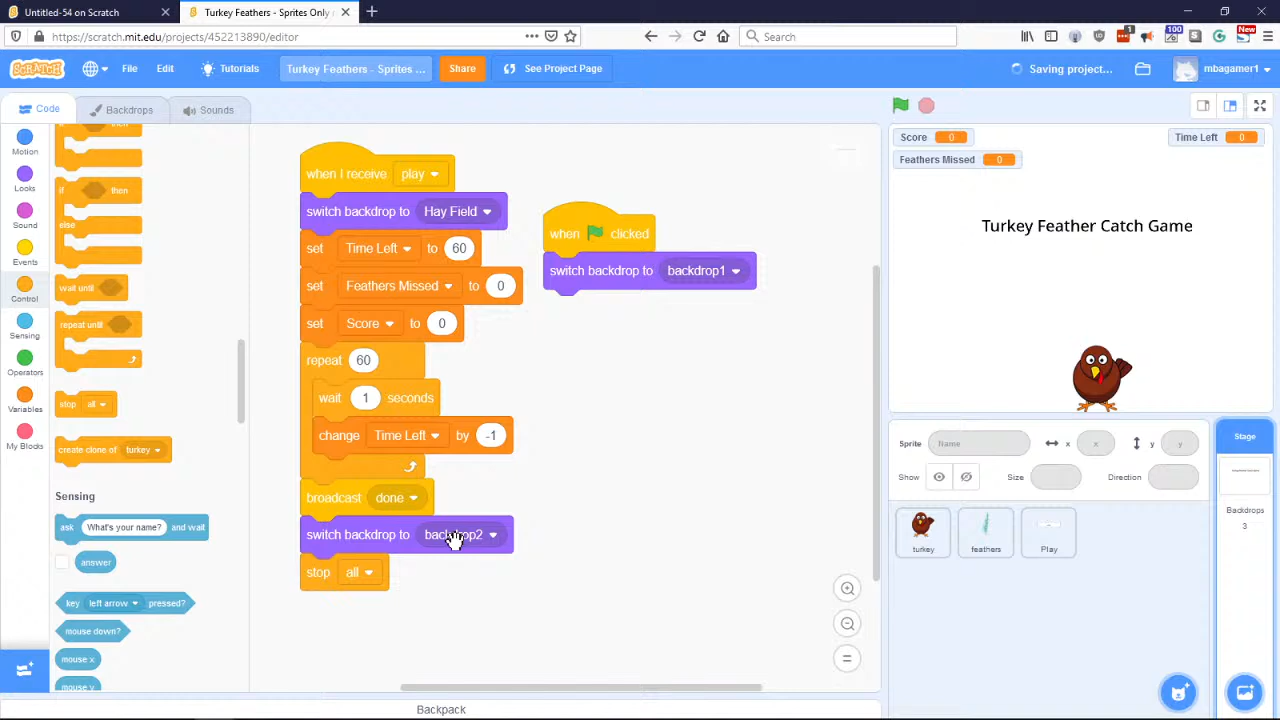 Untitled-54 on Scratch
Turkey Feathers - Sprites Only
https://scratch.mit.edu/projects/452213890/editor
Search
100
New
SCRATCH
File
Edit
Tutorials
Turkey Feathers - Sprites ...
Share
See Project Page
Saving project...
mbagamer1
Code
Backdrops
Sounds
Motion
Looks
Sound
Events
Control
Sensing
Operators
Variables
My Blocks
if then
if then
else
wait until
repeat until
stop all
create clone of turkey
Sensing
ask What's your name? and wait
answer
key left arrow pressed?
mouse down?
mouse x
mouse y
when I receive play
switch backdrop to Hay Field
set Time Left to 60
set Feathers Missed to 0
set Score to 0
repeat 60
wait 1 seconds
change Time Left by -1
broadcast done
switch backdrop to backdrop2
stop all
when clicked
switch backdrop to backdrop1
Backpack
Score 0
Time Left 0
Feathers Missed 0
Turkey Feather Catch Game
Sprite Name x x y y
Show Size Direction
turkey
feathers
Play
Stage
Backdrops
3